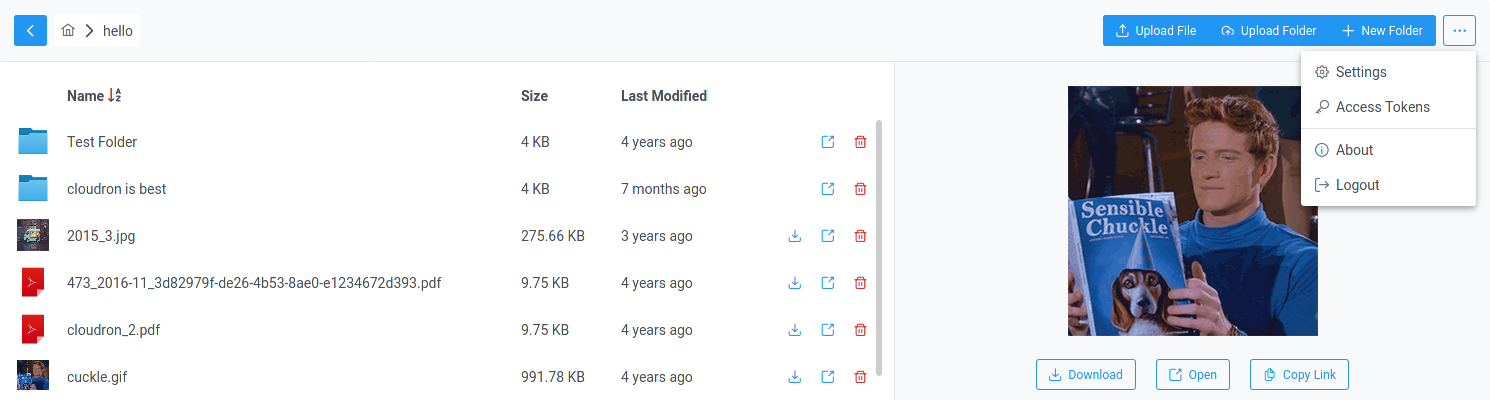 hello
Upload File
Upload Folder
New Folder
Settings
Access Tokens
About
Logout
Name Size Last Modified
Test Folder 4 KB 4 years ago
cloudron is best 4 KB 7 months ago
2015_3.jpg 275.66 KB 3 years ago
473_2016-11_3d82979f-de26-4b53-8ae0-e1234672d393.pdf 9.75 KB 4 years ago
cloudron_2.pdf 9.75 KB 4 years ago
cuckle.gif 991.78 KB 4 years ago
Sensible
Chuckle
Download
Open
Copy Link